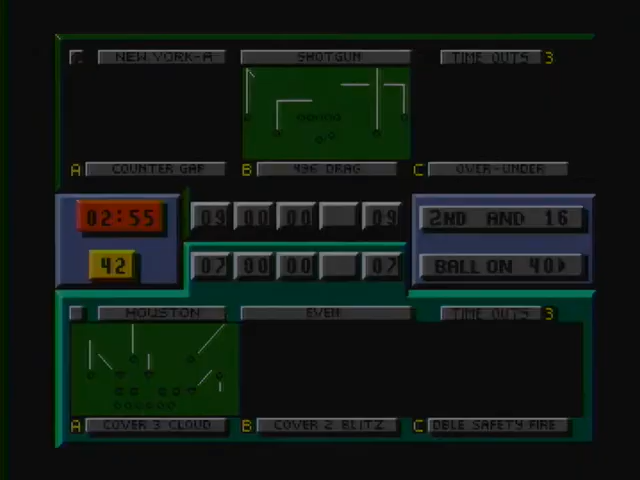 NEW YORK-A SHOTGUN TIME OUTS 3
A COUNTER GAP B 496 DRAG C OVER-UNDER
02:55 09 00 00 09 2ND AND 16
42 07 00 00 07 BALL ON 40
HOUSTON EVEN TIME OUTS 3
A COVER 3 CLOUD B COVER 2 BLITZ C DBLE SAFETY FIRE